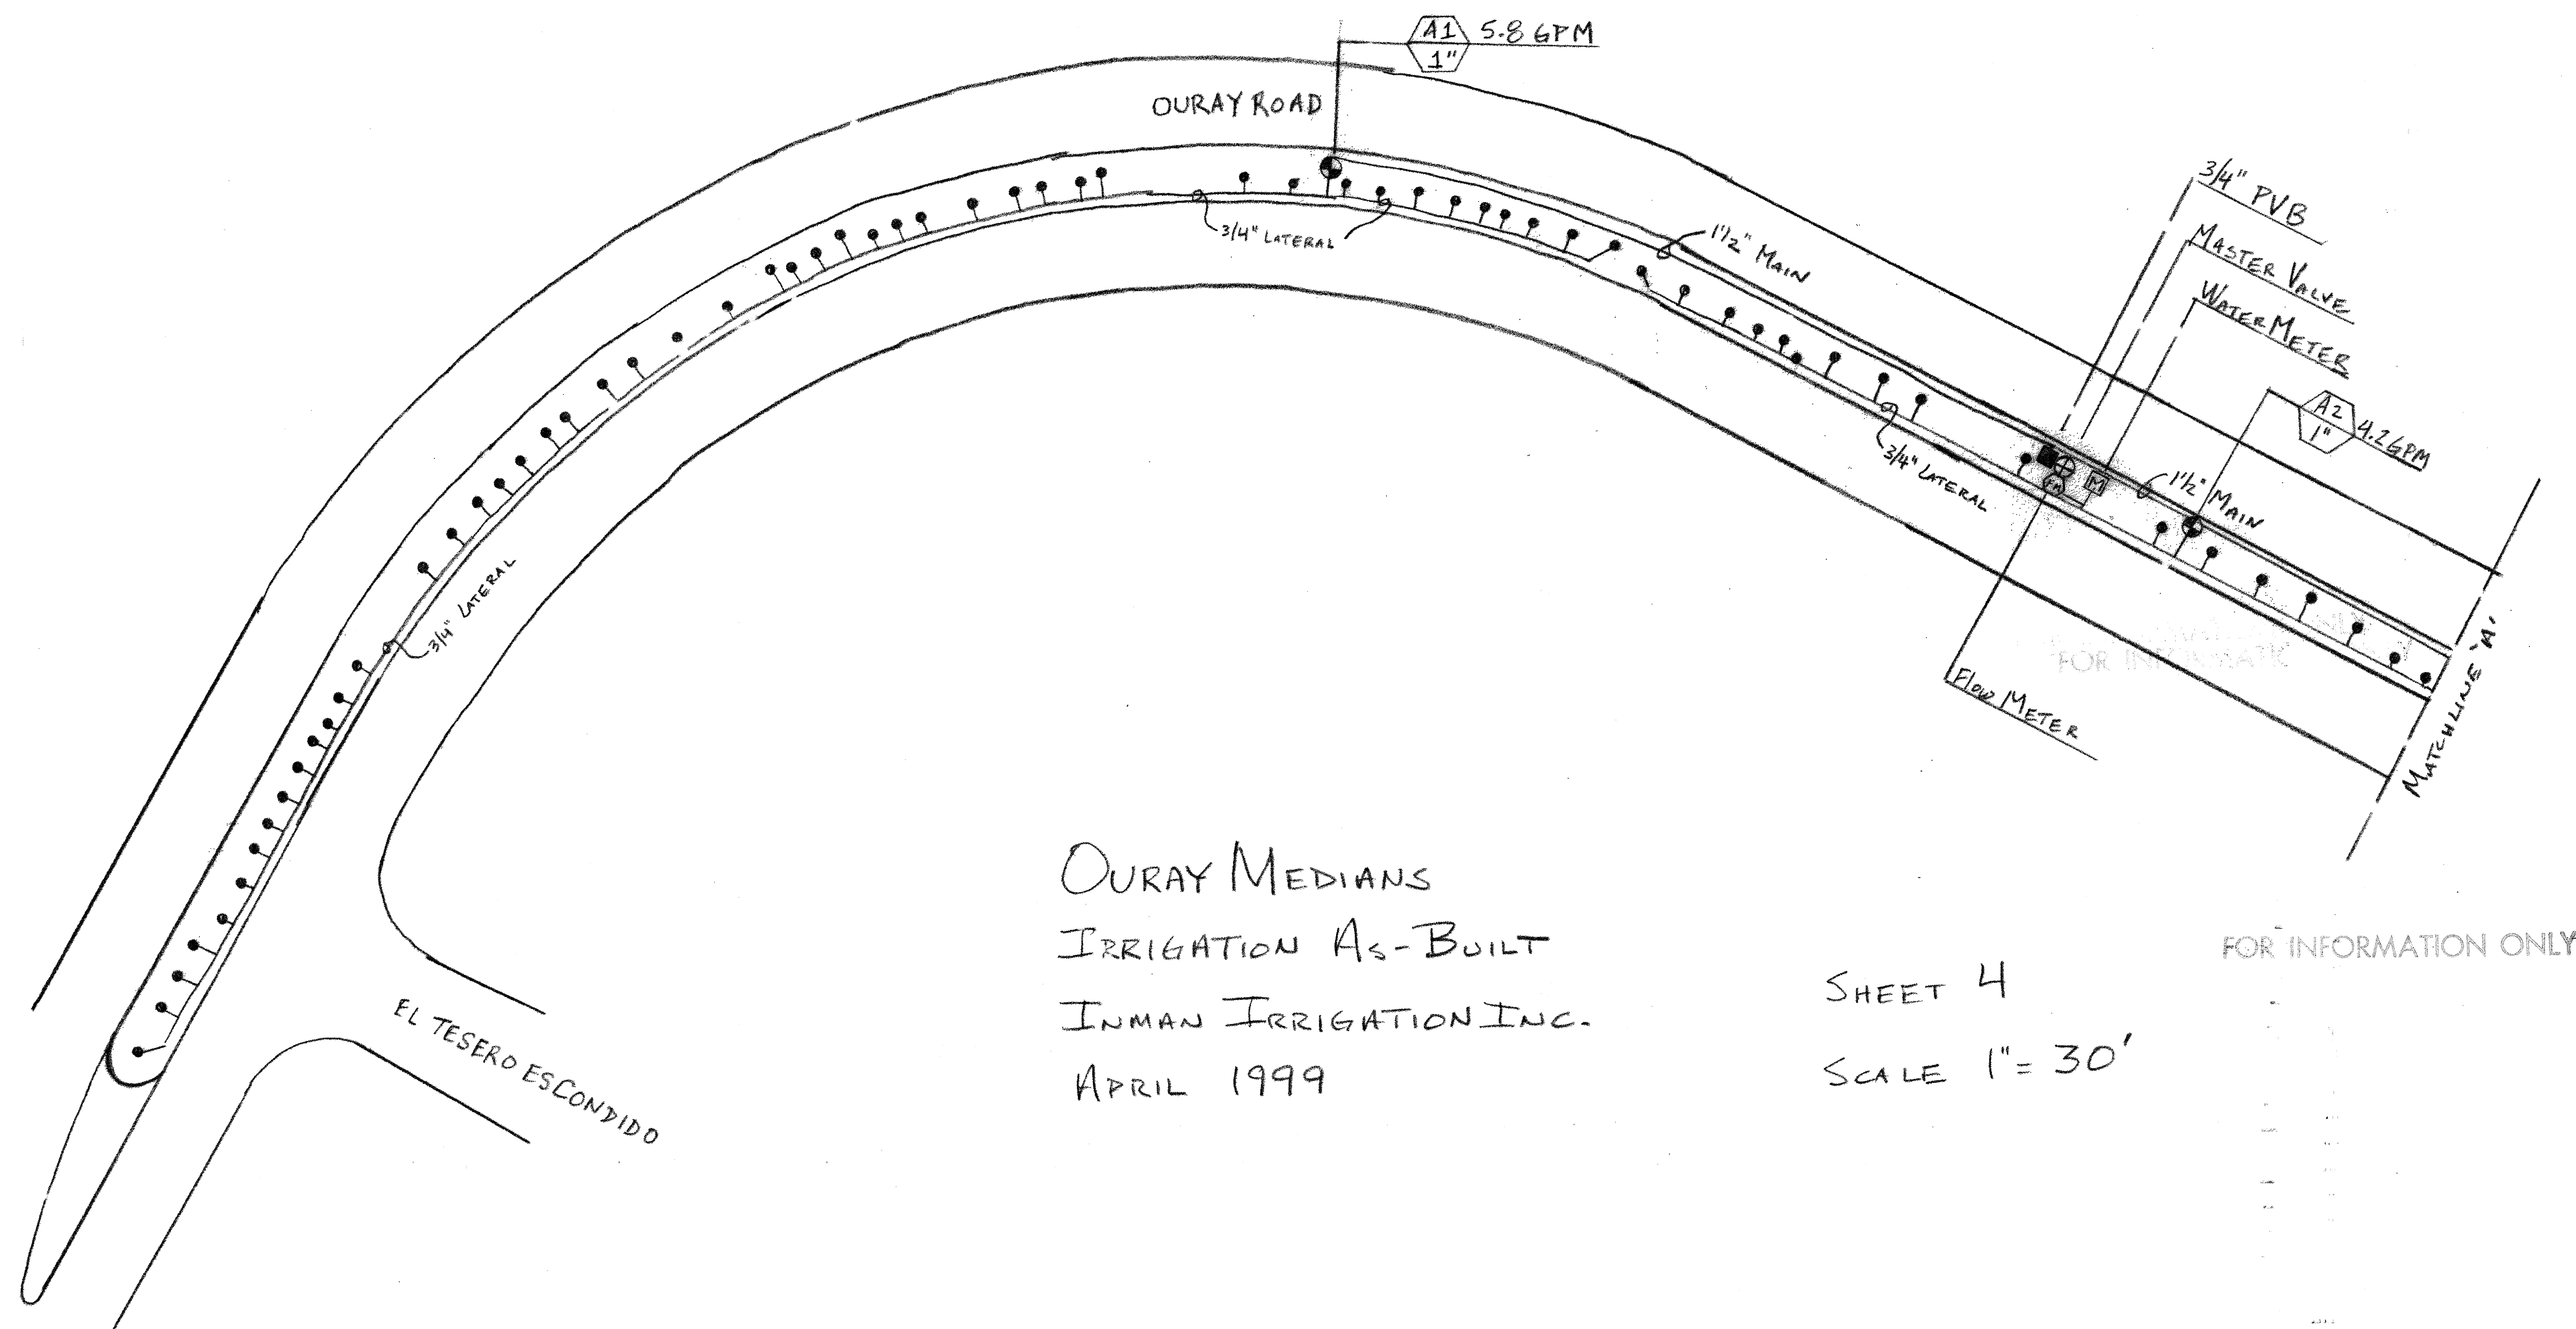 A1 5.8 GPM
1"
OURAY ROAD
3/4" PVB
MASTER VALVE
WATER METER
A2 4.2 GPM
1"
3/4" LATERAL
1 1/2" MAIN
3/4" LATERAL
M
1 1/2" MAIN
FM
3/4" LATERAL
FOR
FLOW METER
MATCHLINE 'A'
OURAY MEDIANS
IRRIGATION AS-BUILT
INMAN IRRIGATION INC.
APRIL 1999
SHEET 4
SCALE 1" = 30'
FOR INFORMATION ONLY
EL TESERO ESCONDIDO